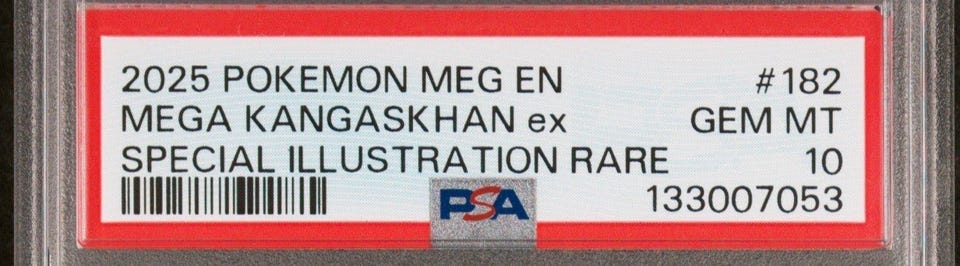 2025 POKEMON MEG EN #182
MEGA KANGASKHAN ex GEM MT
SPECIAL ILLUSTRATION RARE 10
PSA 133007053